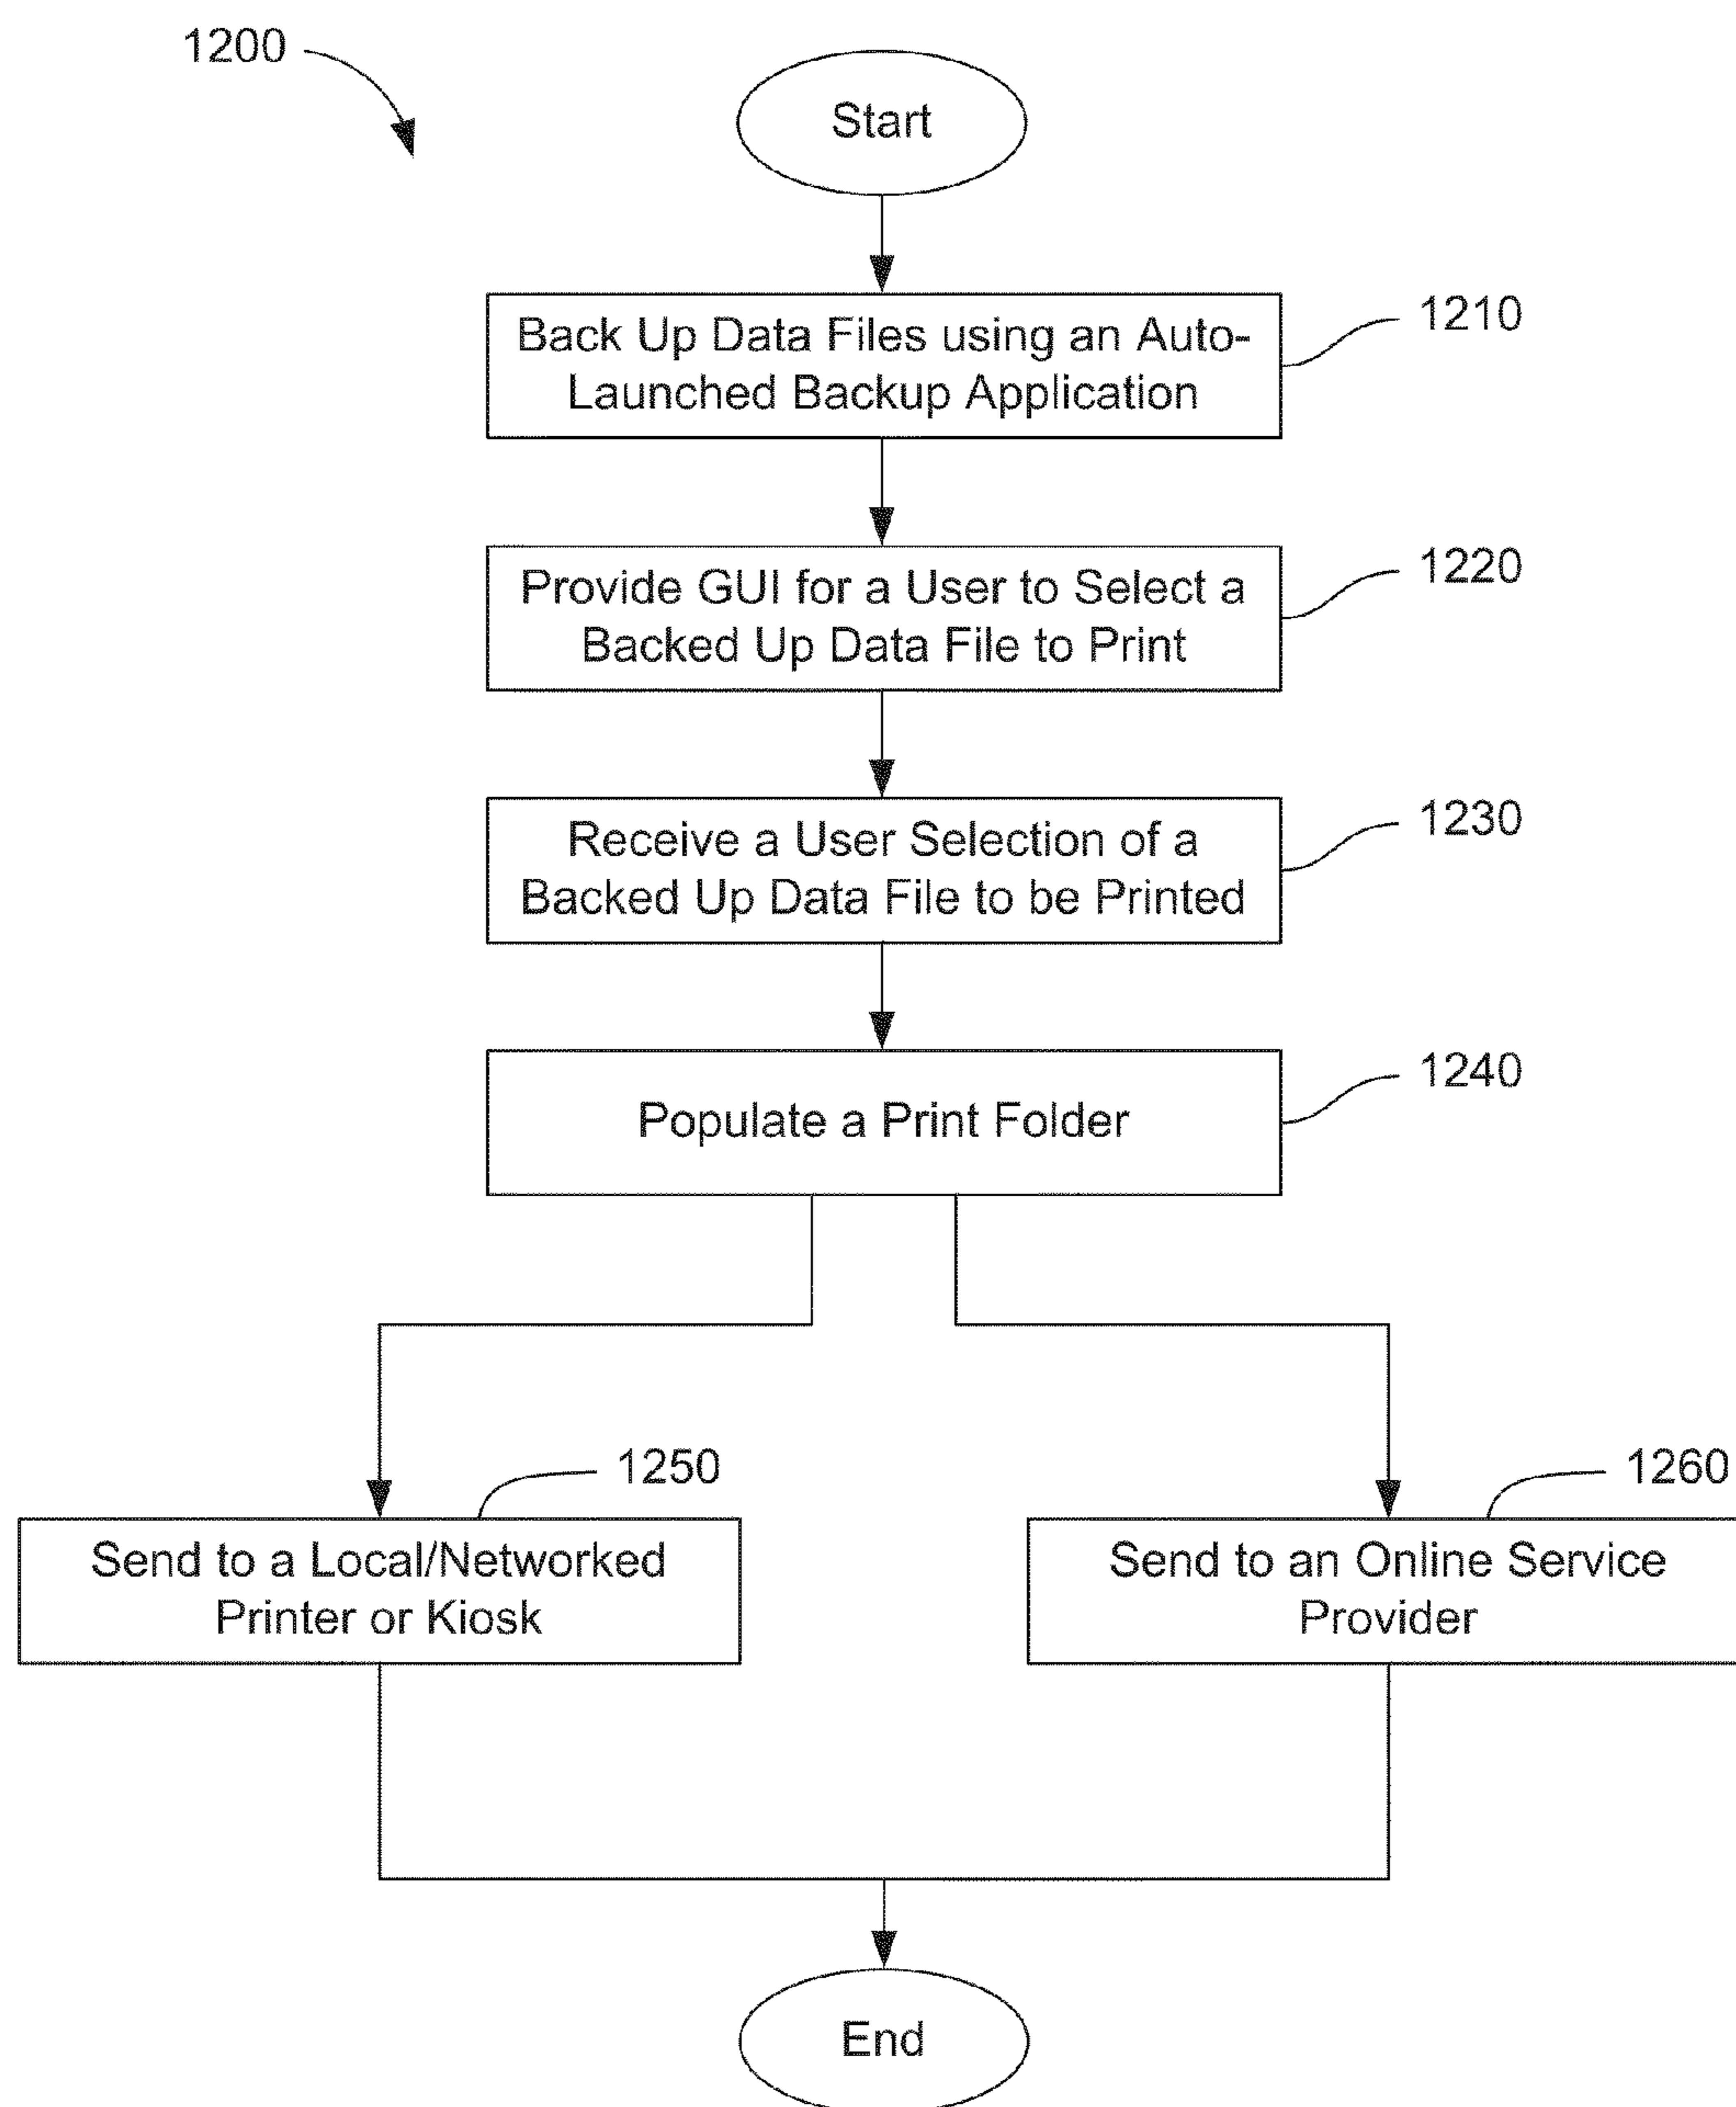 1200
Start
Back Up Data Files using an Auto-
Launched Backup Application
1210
Provide GUI for a User to Select a
Backed Up Data File to Print
1220
Receive a User Selection of a
Backed Up Data File to be Printed
1230
Populate a Print Folder
1240
1250
Send to a Local/Networked
Printer or Kiosk
1260
Send to an Online Service
Provider
End